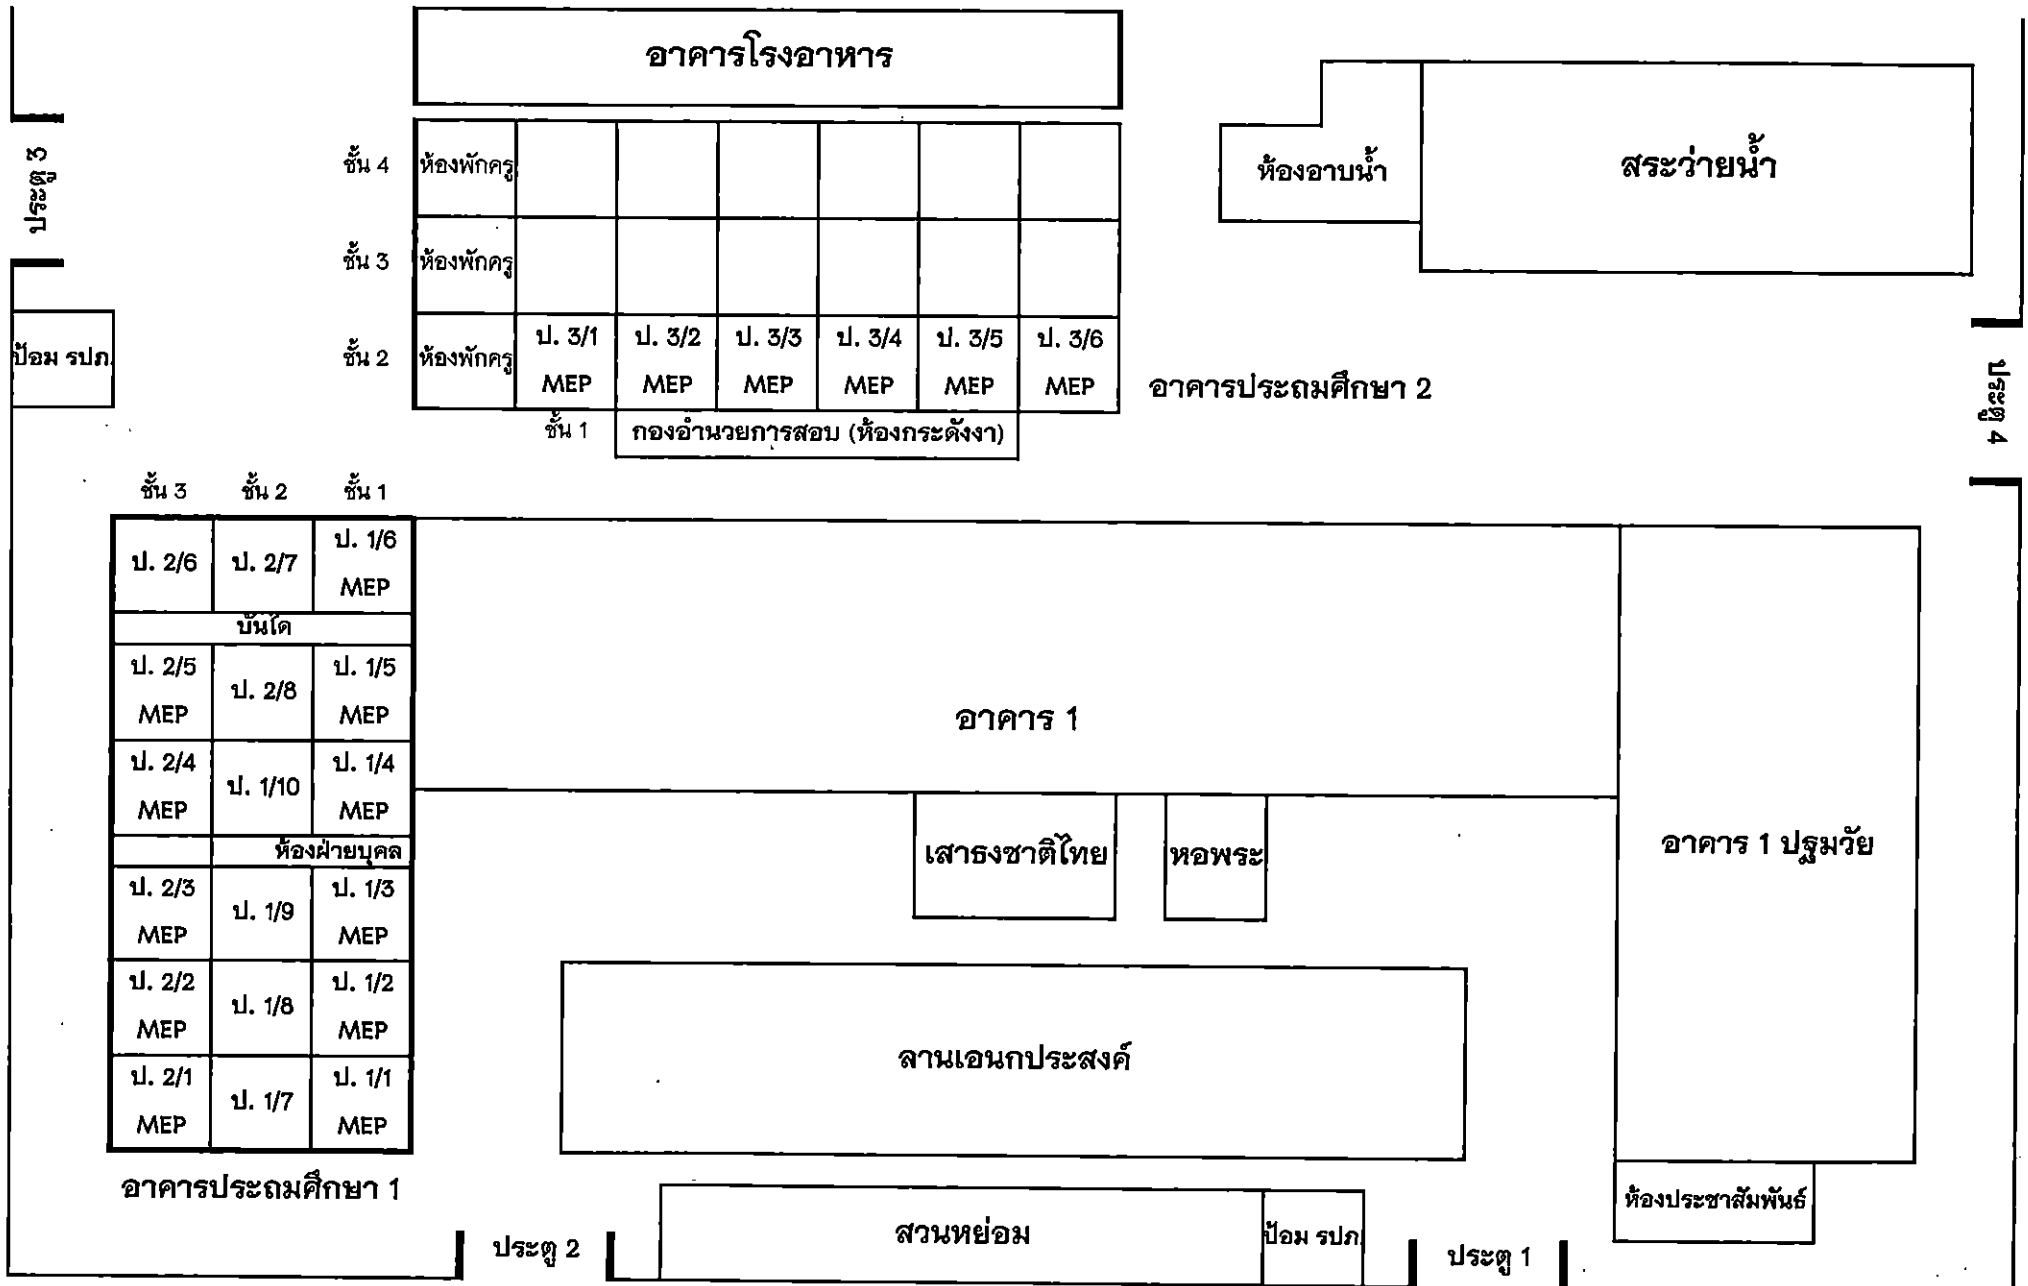 อาคารโรงอาหาร
ประตู 3
ชั้น 4 ห้องพักครู
ห้องอาบน้ำ
สระว่ายน้ำ
ชั้น 3 ห้องพักครู
ชั้น 2 ห้องพักครู
ป. 3/1 ป. 3/2 ป. 3/3 ป. 3/4 ป. 3/5 ป. 3/6
MEP MEP MEP MEP MEP MEP
ป้อม รปภ.
อาคารประถมศึกษา 2
ประตู 4
ชั้น 1 กองอำนวยการสอบ (ห้องกระดังงา)
ชั้น 3 ชั้น 2 ชั้น 1
ป. 2/6 ป. 2/7 ป. 1/6
MEP
บันได
ป. 2/5 ป. 2/8 ป. 1/5
MEP MEP
ป. 2/4 ป. 1/10 ป. 1/4
MEP MEP
ห้องฝ่ายบุคล
ป. 2/3 ป. 1/9 ป. 1/3
MEP MEP
ป. 2/2 ป. 1/8 ป. 1/2
MEP MEP
ป. 2/1 ป. 1/7 ป. 1/1
MEP MEP
อาคารประถมศึกษา 1
อาคาร 1
เสาธงชาติไทย
หอพระ
อาคาร 1 ปฐมวัย
ลานเอนกประสงค์
ห้องประชาสัมพันธ์
ประตู 2
สวนหย่อม
ป้อม รปภ
ประตู 1